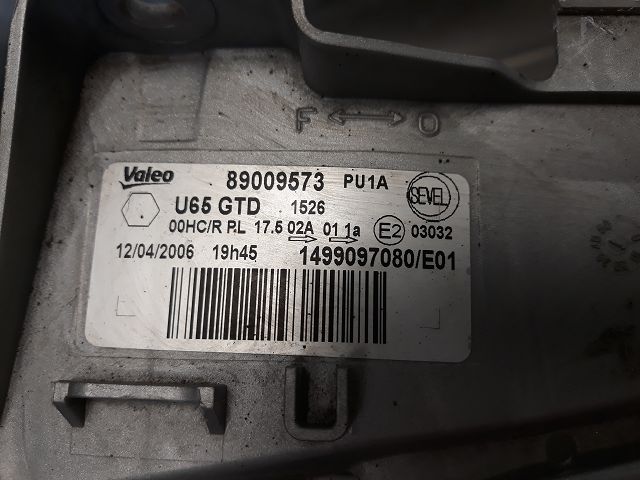 F ↔ O
Valeo 89009573 PU1A SEVEL
U65 GTD 1526
00HC/R P.L 17.5 02A 01 1a E2 03032
12/04/2006 19h45 1499097080/E01